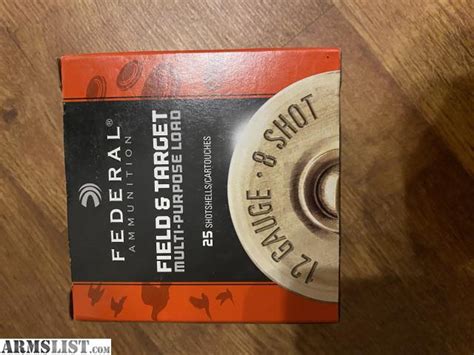 FEDERAL®
AMMUNITION
FIELD & TARGET
MULTI-PURPOSE LOAD
25 SHOTSHELLS/CARTOUCHES
12 GAUGE · 8 SHOT
ARMSLIST.com